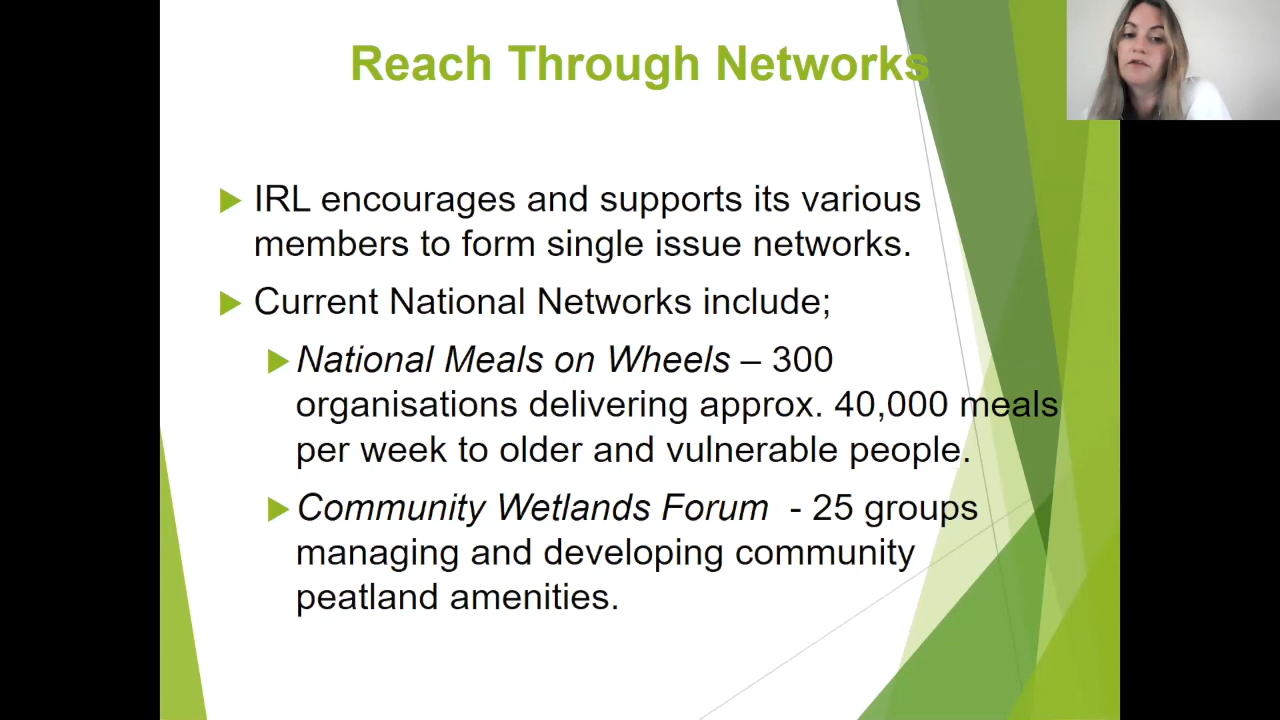 Reach Through Networks
IRL encourages and supports its various
members to form single issue networks.
Current National Networks include;
National Meals on Wheels – 300
organisations delivering approx. 40,000 meals
per week to older and vulnerable people.
Community Wetlands Forum - 25 groups
managing and developing community
peatland amenities.